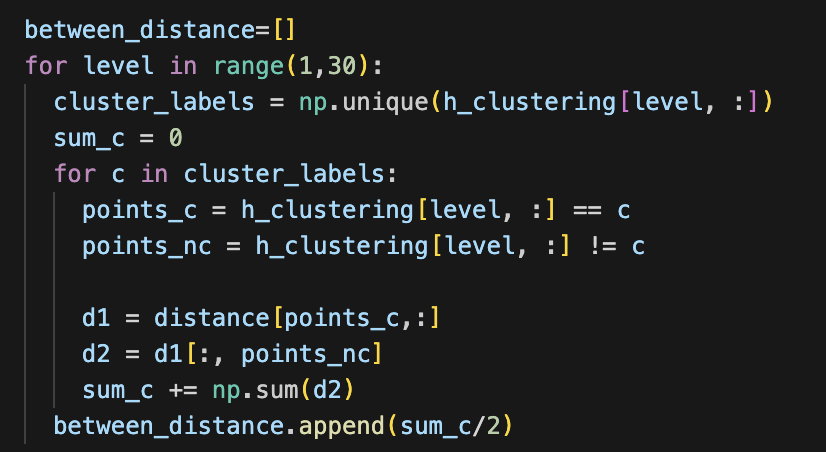 between_distance=[]
for level in range(1,30):
  cluster_labels = np.unique(h_clustering[level, :])
  sum_c = 0
  for c in cluster_labels:
    points_c = h_clustering[level, :] == c
    points_nc = h_clustering[level, :] != c

    d1 = distance[points_c,:]
    d2 = d1[:, points_nc]
    sum_c += np.sum(d2)
  between_distance.append(sum_c/2)